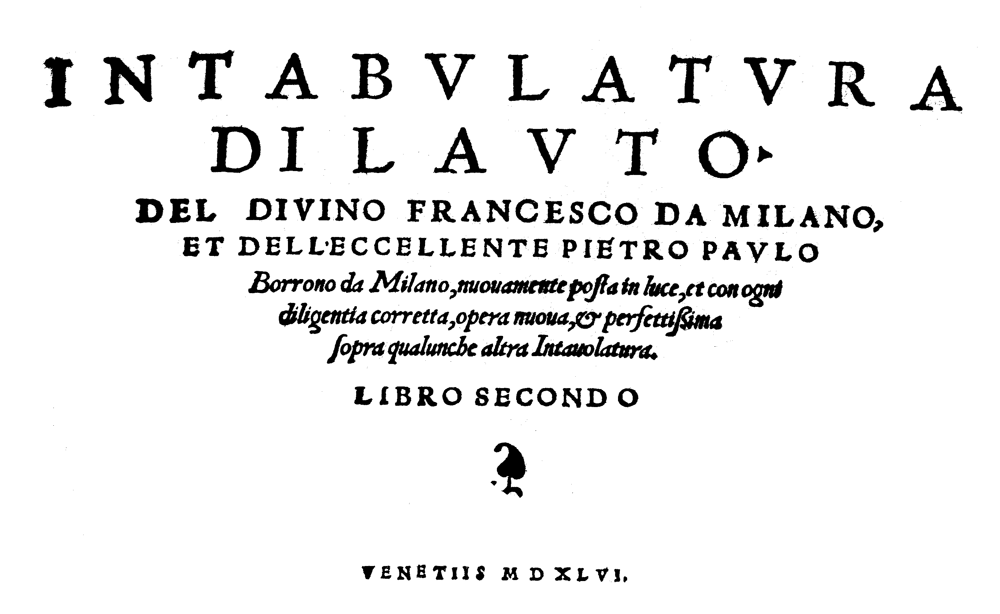 INTABVLATVRA
DI LAVTO.
DEL DIVINO FRANCESCO DA MILANO,
ET DELL'ECCELLENTE PIETRO PAVLO
Borrono da Milano, nuouamente poſta in luce, et con ogni
diligentia corretta, opera nuoua, & perfettiſſima
ſopra qualunche altra Intauolatura.
LIBRO SECONDO
VENETIIS M D XLVI.